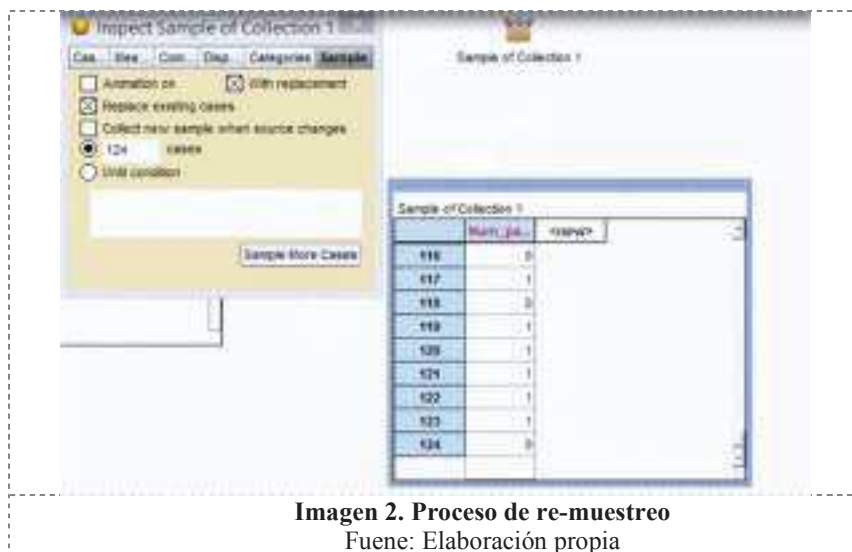 Inspect Sample of Collection 1
Cas... Mea... Com... Disp... Categories Sample
Animation on With replacement
Replace existing cases
Collect new sample when source changes
124 cases
Until condition
Sample More Cases
Sample of Collection 1
Sample of Collection 1
Num_pa... <new>
116 0
117 1
118 0
119 1
120 1
121 1
122 1
123 1
124 0
Imagen 2. Proceso de re-muestreo
Fuene: Elaboración propia